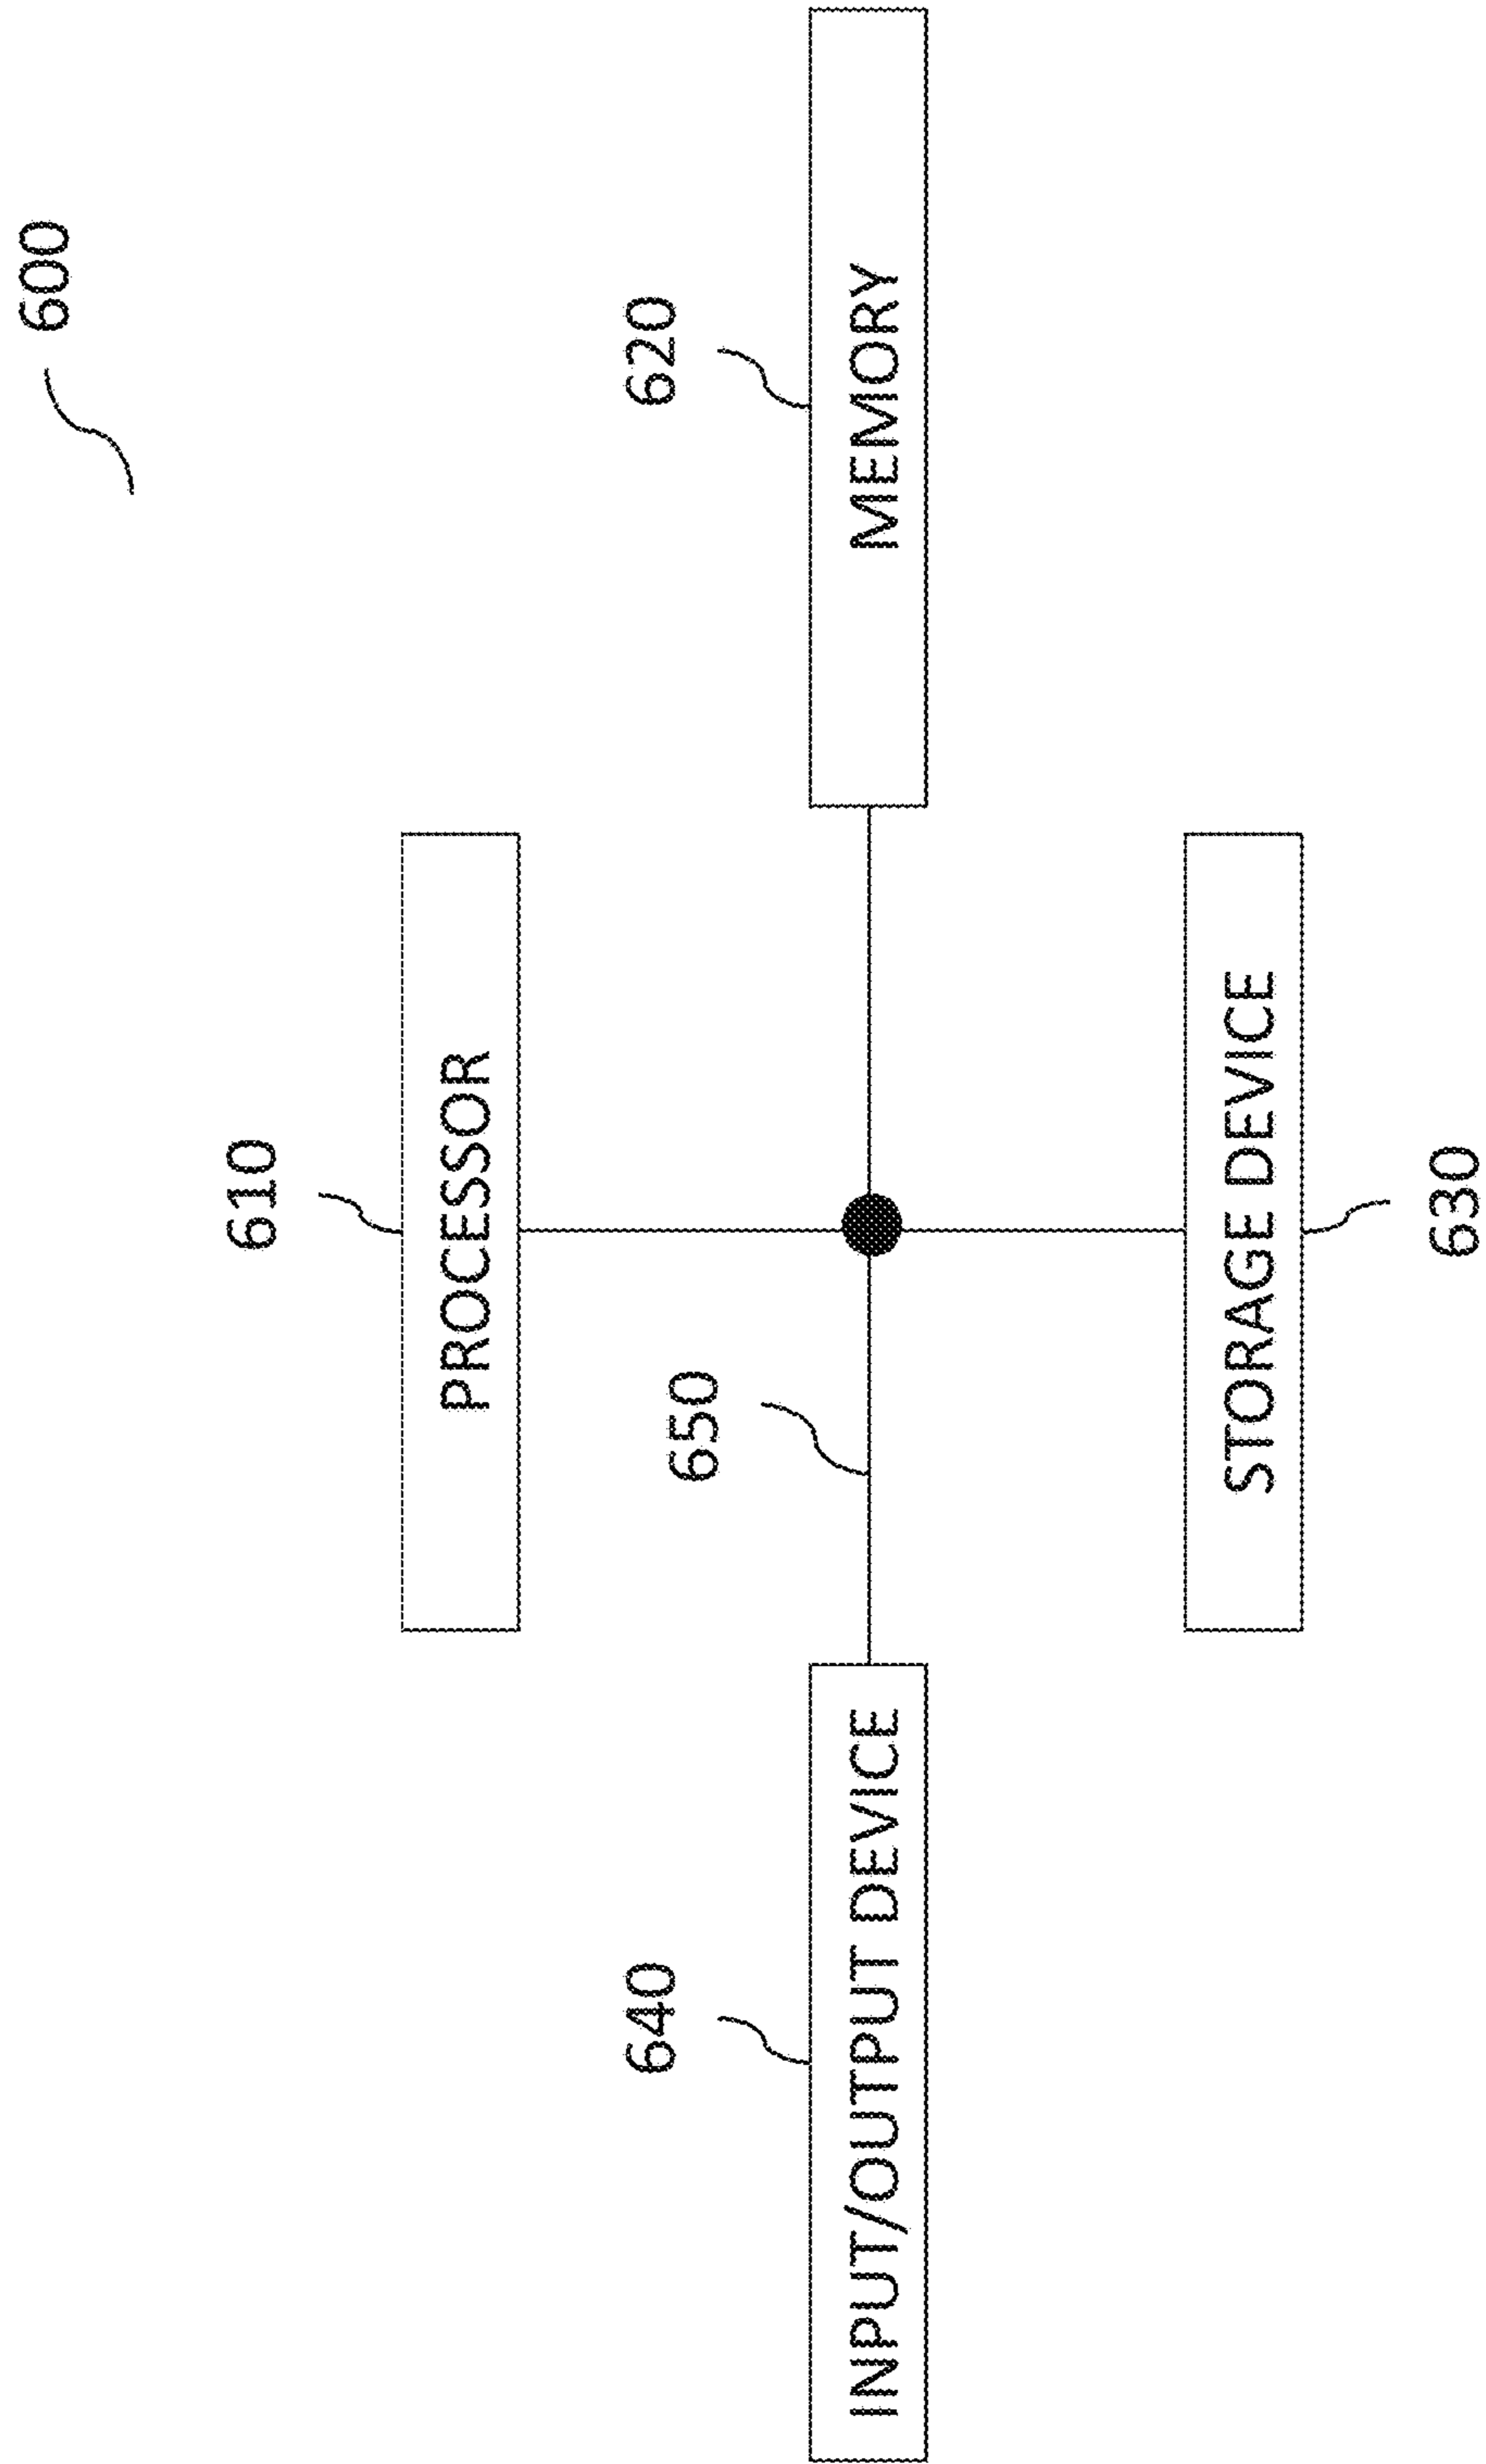 600
610
PROCESSOR
640
650
620
INPUT/OUTPUT DEVICE
MEMORY
STORAGE DEVICE
630